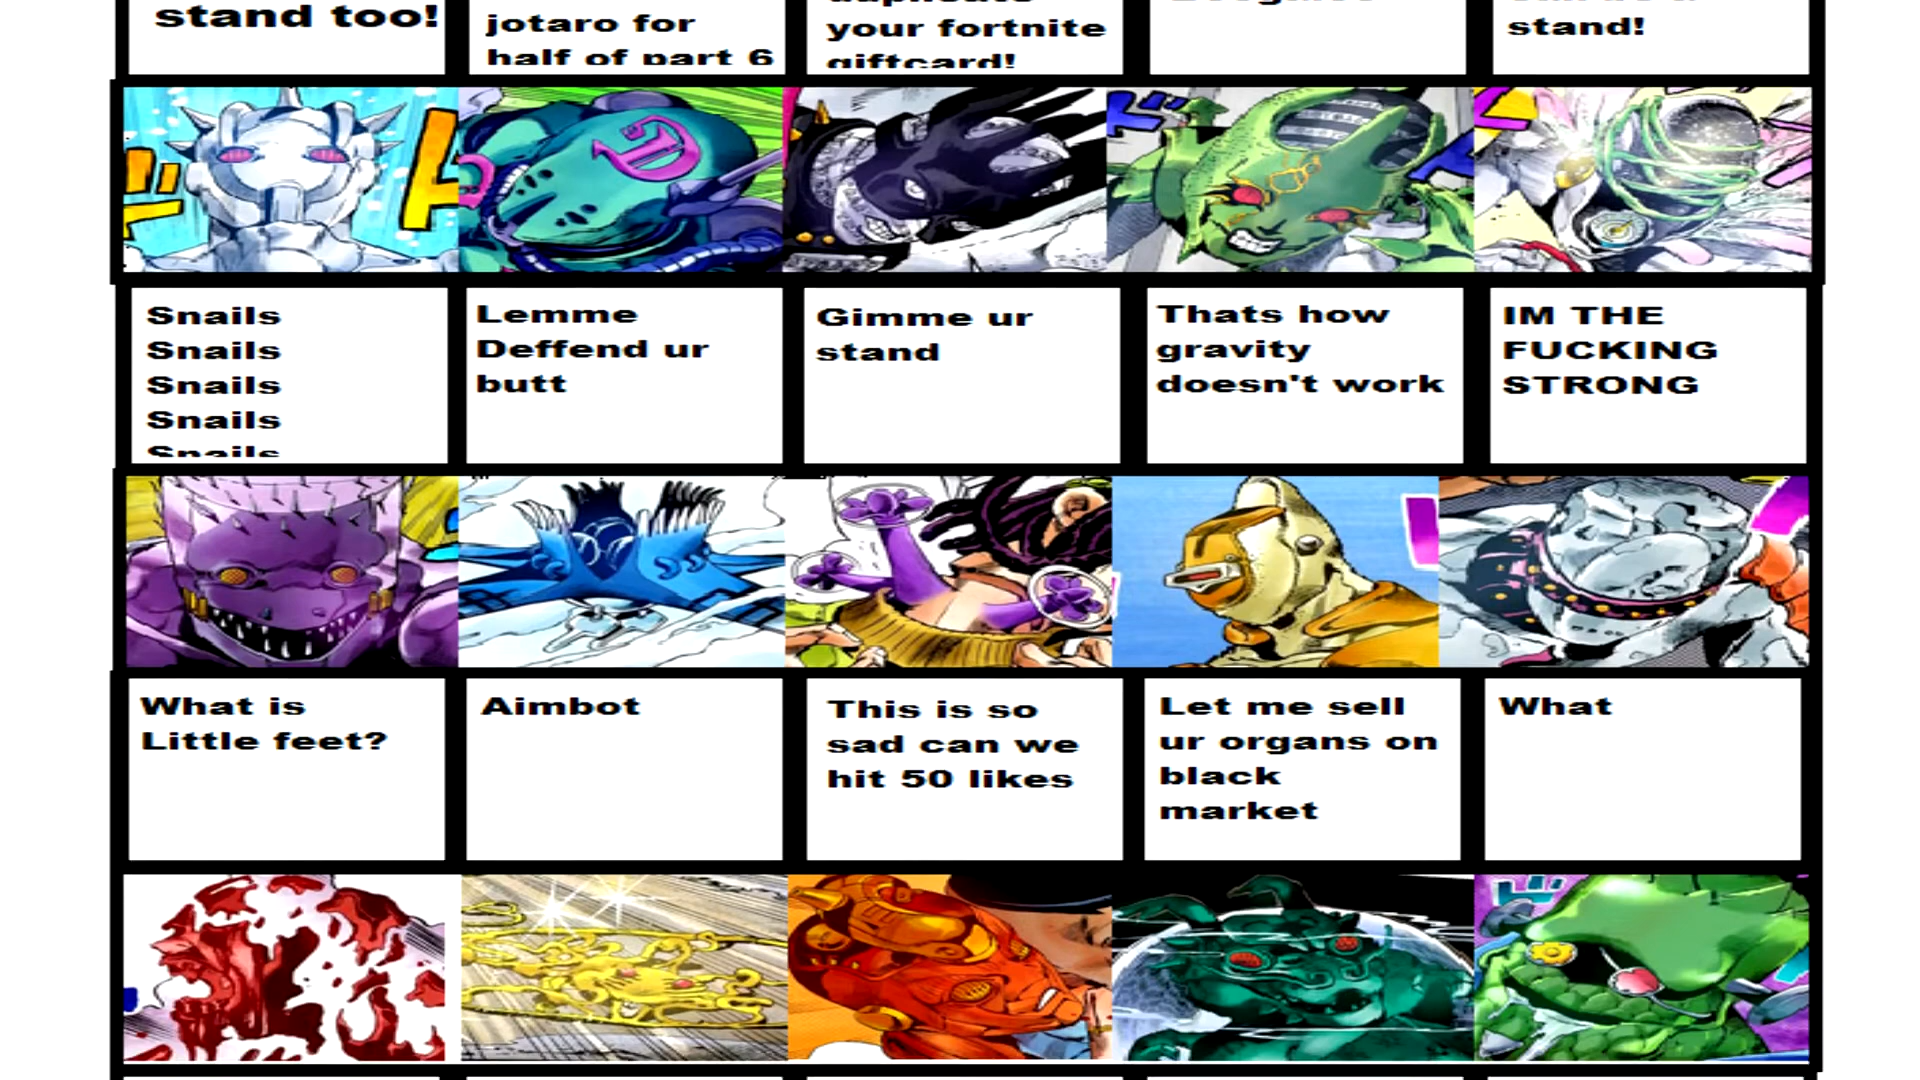 stand too!
jotaro for
half of part 6
your fortnite
giftcard!
stand!
Snails
Snails
Snails
Snails
Snails
Lemme
Deffend ur
butt
Gimme ur
stand
Thats how
gravity
doesn't work
IM THE
FUCKING
STRONG
What is
Little feet?
Aimbot
This is so
sad can we
hit 50 likes
Let me sell
ur organs on
black
market
What